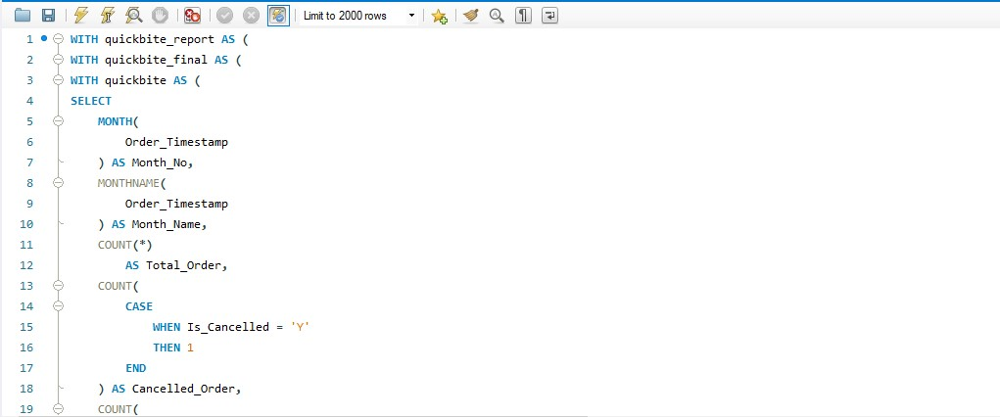 Limit to 2000 rows
1 WITH quickbite_report AS (
2 WITH quickbite_final AS (
3 WITH quickbite AS (
4 SELECT
5 MONTH(
6 Order_Timestamp
7 ) AS Month_No,
8 MONTHNAME(
9 Order_Timestamp
10 ) AS Month_Name,
11 COUNT(*)
12 AS Total_Order,
13 COUNT(
14 CASE
15 WHEN Is_Cancelled = 'Y'
16 THEN 1
17 END
18 ) AS Cancelled_Order,
19 COUNT(